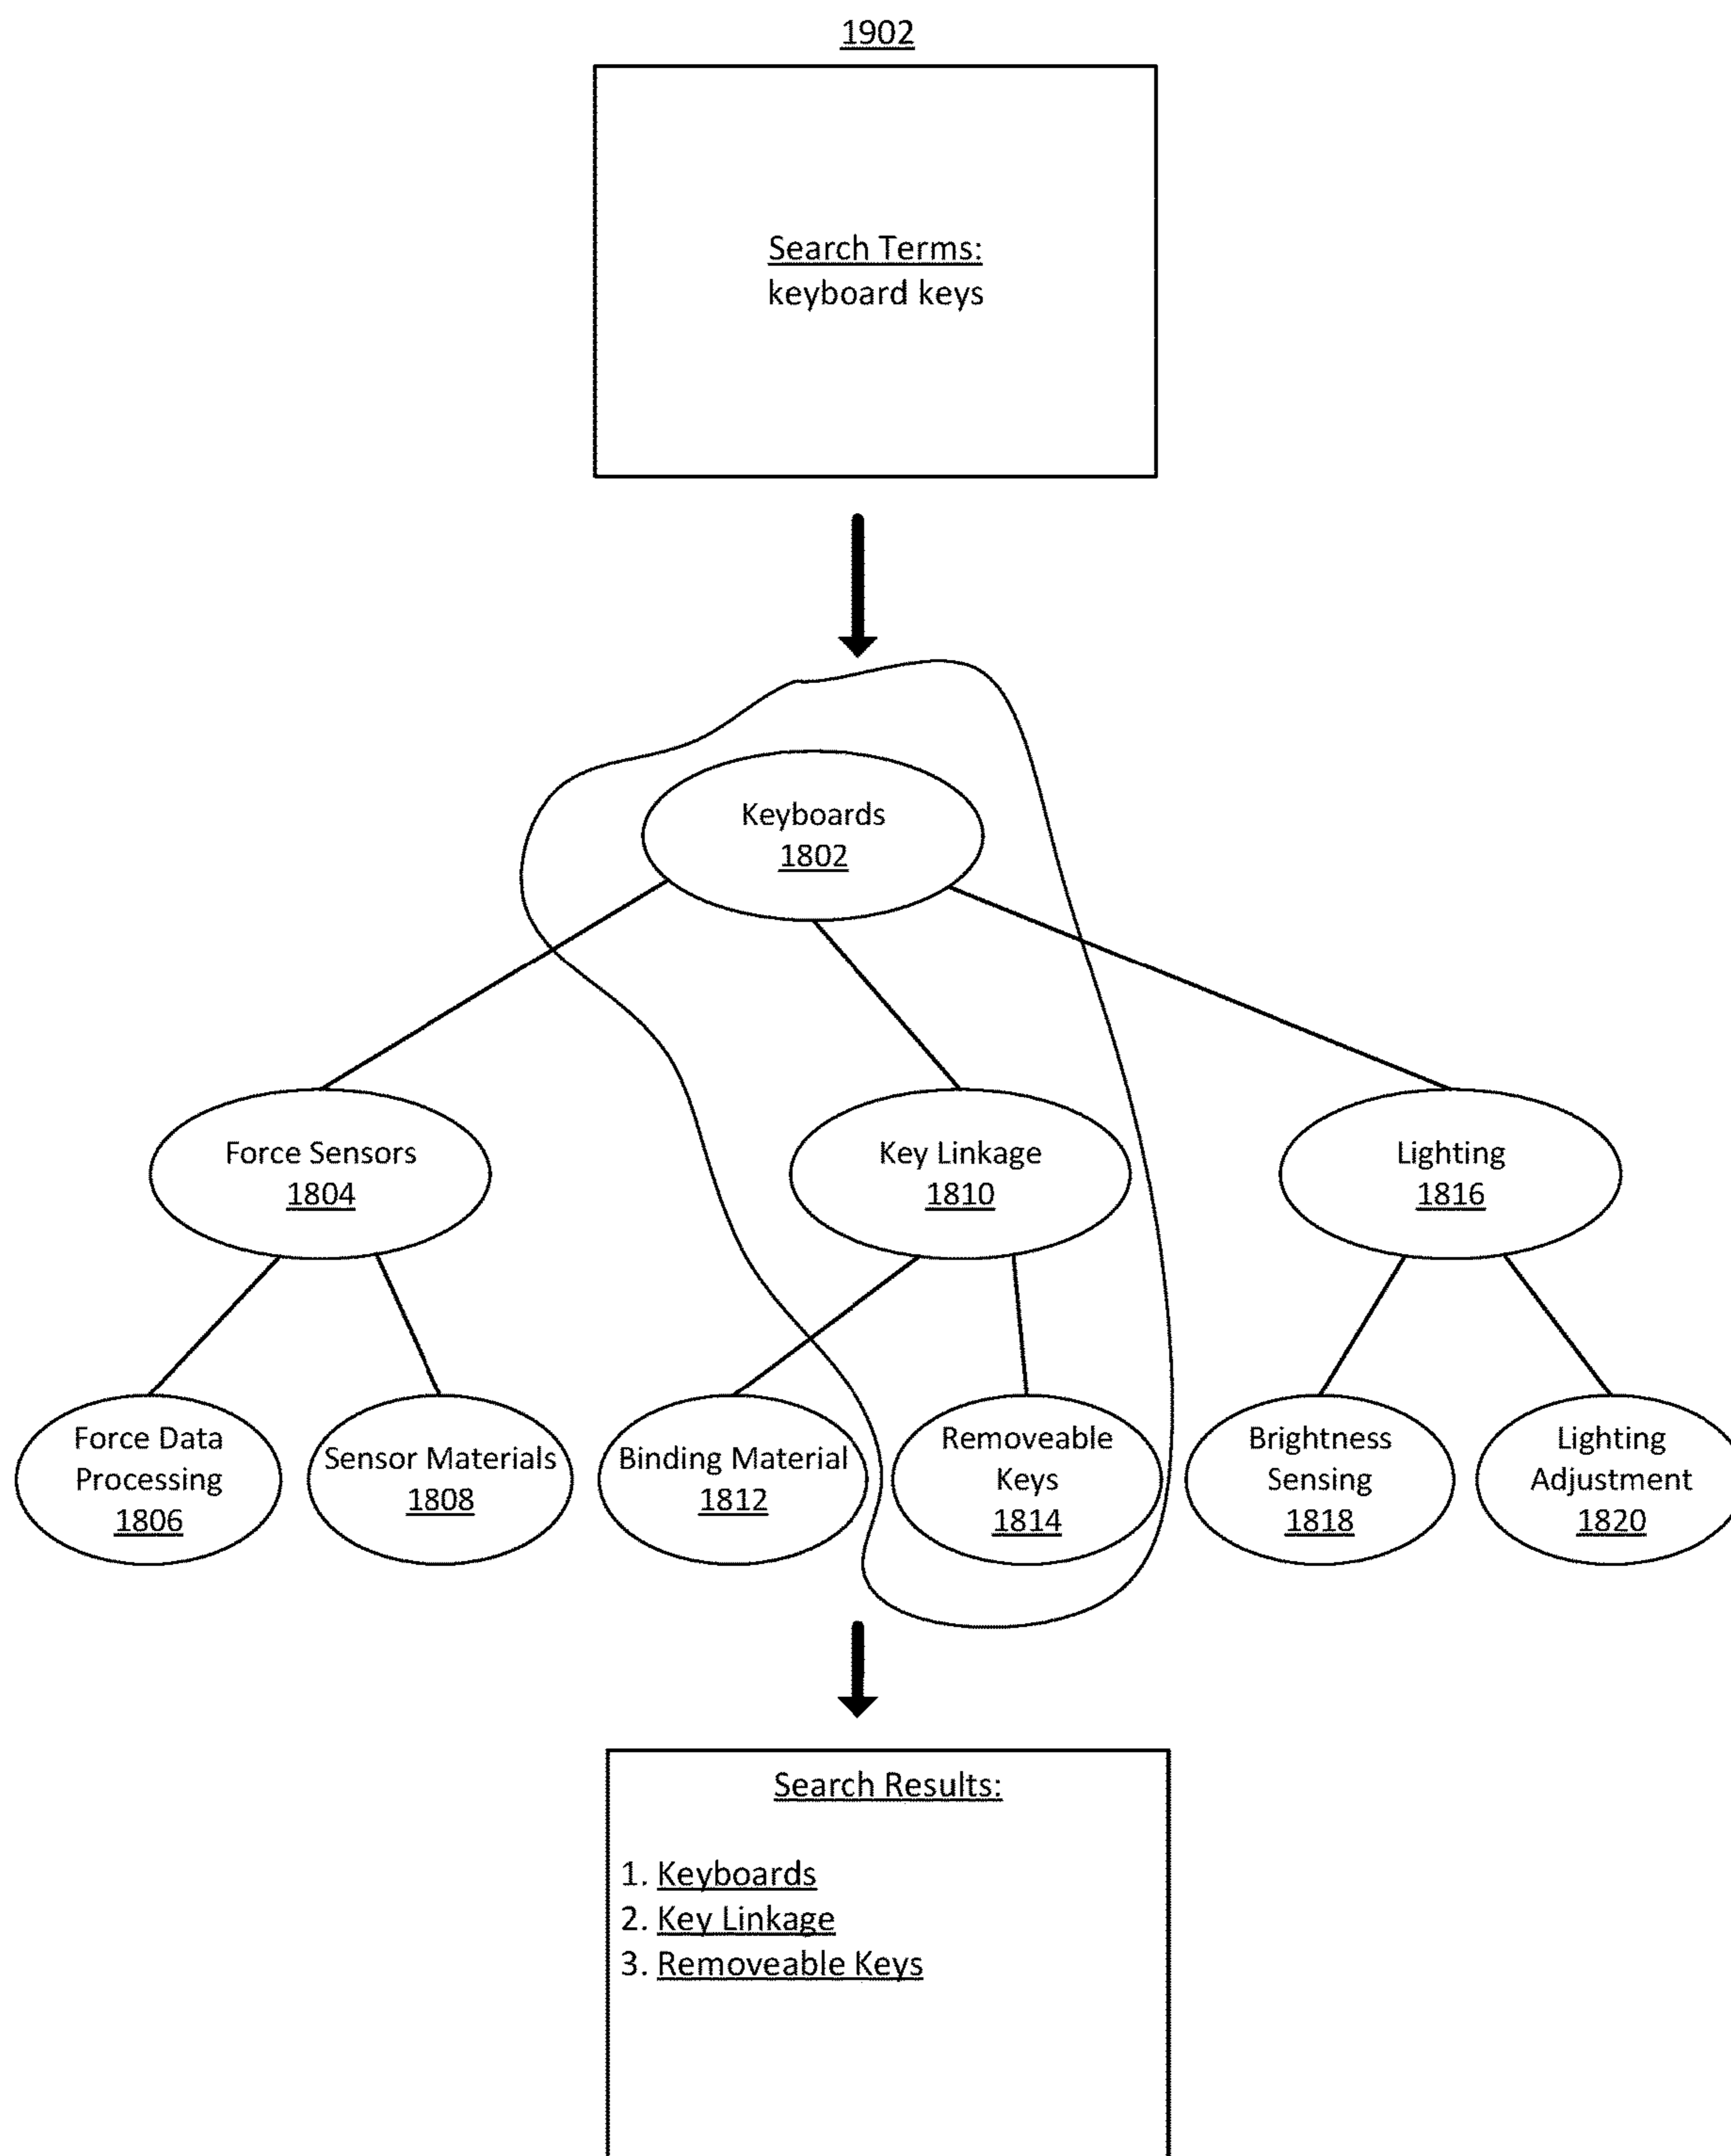 1902
Search Terms:
keyboard keys
Keyboards
1802
Force Sensors
1804
Key Linkage
1810
Lighting
1816
Force Data
Processing
1806
Sensor Materials
1808
Binding Material
1812
Removeable
Keys
1814
Brightness
Sensing
1818
Lighting
Adjustment
1820
Search Results:
1. Keyboards
2. Key Linkage
3. Removeable Keys